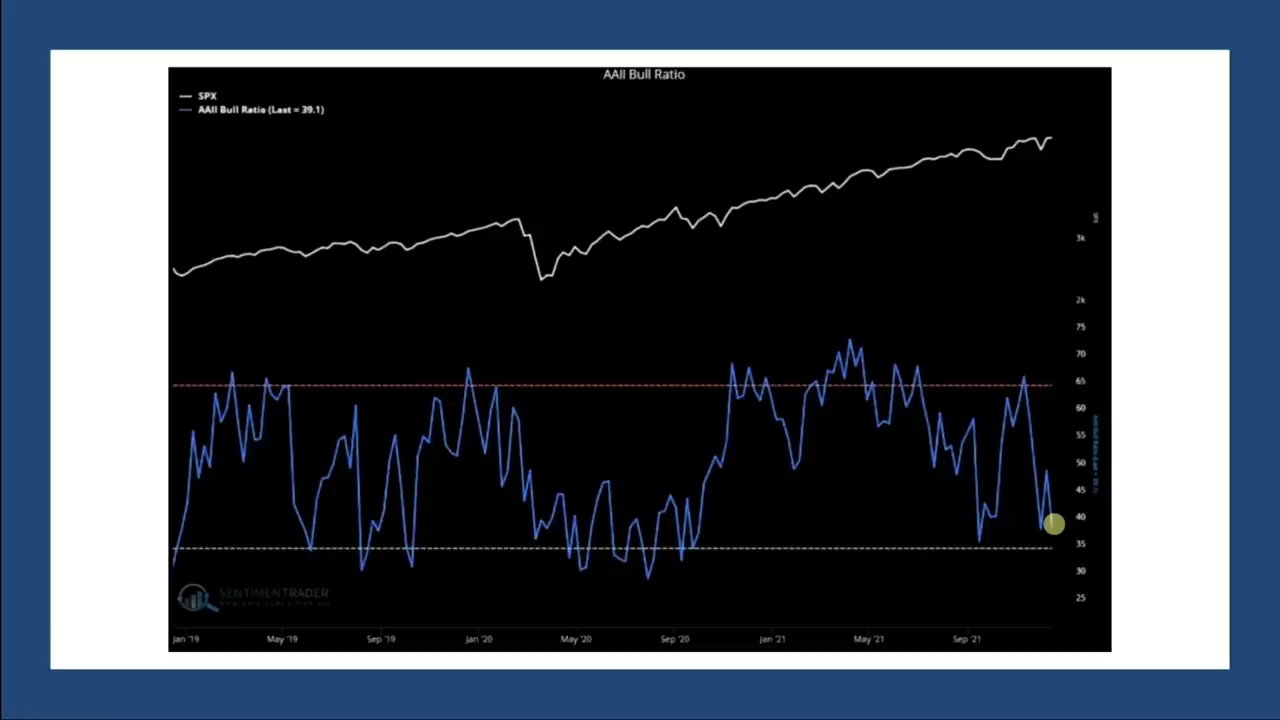 AAII Bull Ratio
SPX
AAII Bull Ratio (Last = 39.1)
3k
2k
75
70
65
60
55
50
45
40
35
30
25
SENTIMENTRADER
Jan '19
May '19
Sep '19
Jan '20
May '20
Sep '20
Jan '21
May '21
Sep '21